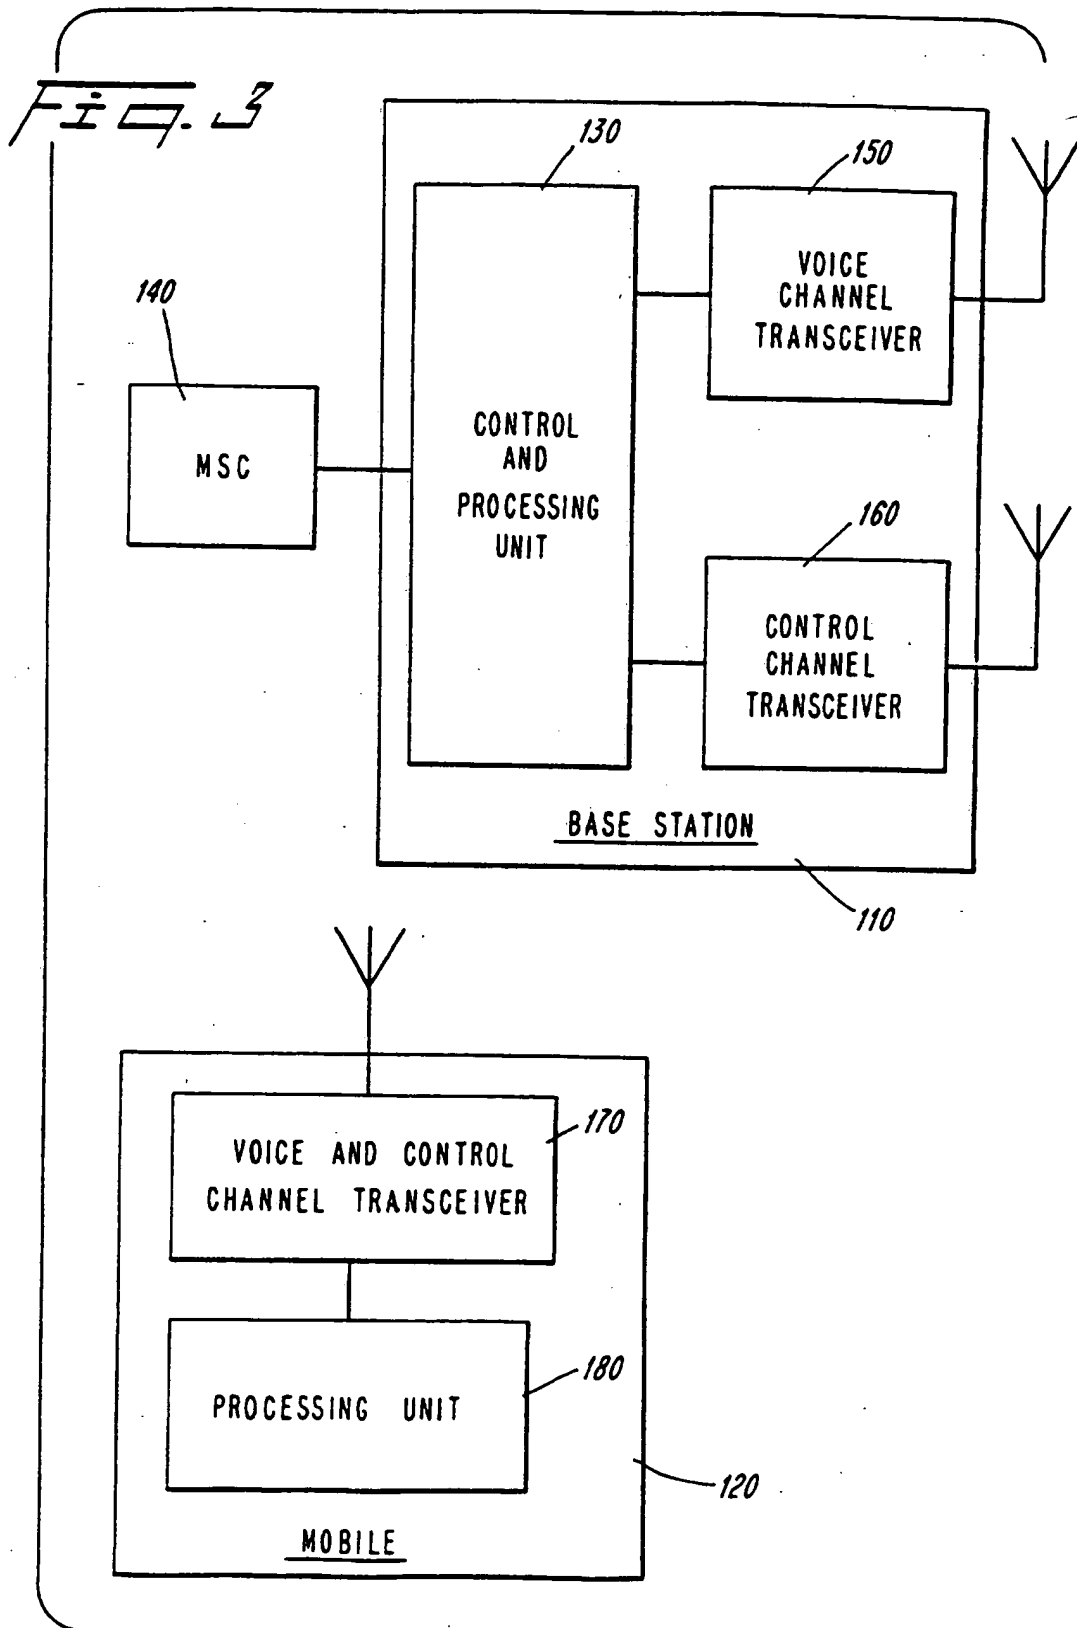 Fig. 3
130
150
VOICE
CHANNEL
TRANSCEIVER
140
MSC
CONTROL
AND
PROCESSING
UNIT
160
CONTROL
CHANNEL
TRANSCEIVER
BASE STATION
110
170
VOICE AND CONTROL
CHANNEL TRANSCEIVER
180
PROCESSING UNIT
120
MOBILE